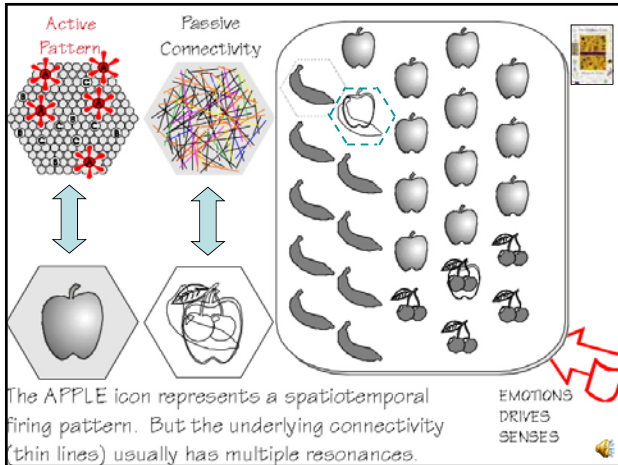 Active
Pattern
Passive
Connectivity
A
A
A
A
A
A
B
B
B
B
B
C
C
C
C
C
The APPLE icon represents a spatiotemporal
firing pattern. But the underlying connectivity
(thin lines) usually has multiple resonances.
EMOTIONS
DRIVES
SENSES